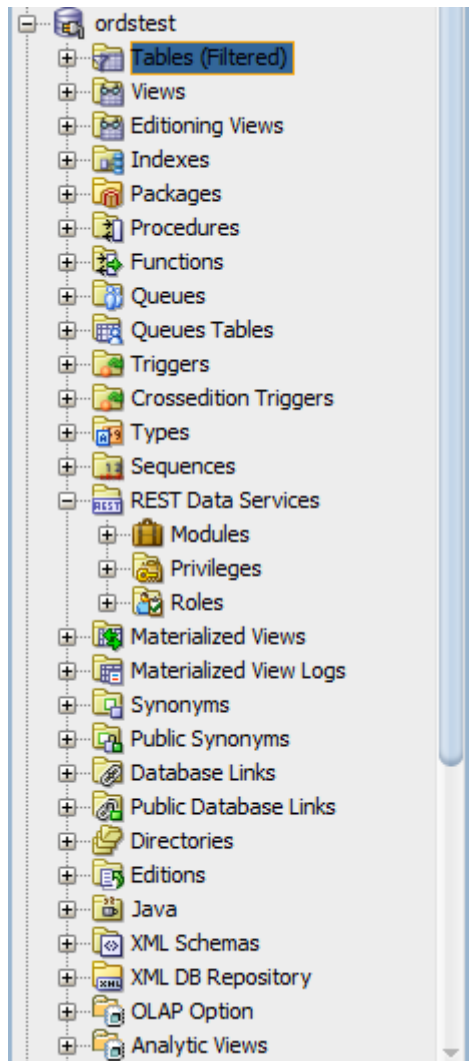 ordstest
Tables (Filtered)
Views
Editioning Views
Indexes
Packages
Procedures
Functions
Queues
Queues Tables
Triggers
Crossedition Triggers
Types
Sequences
REST Data Services
Modules
Privileges
Roles
Materialized Views
Materialized View Logs
Synonyms
Public Synonyms
Database Links
Public Database Links
Directories
Editions
Java
XML Schemas
XML DB Repository
OLAP Option
Analytic Views